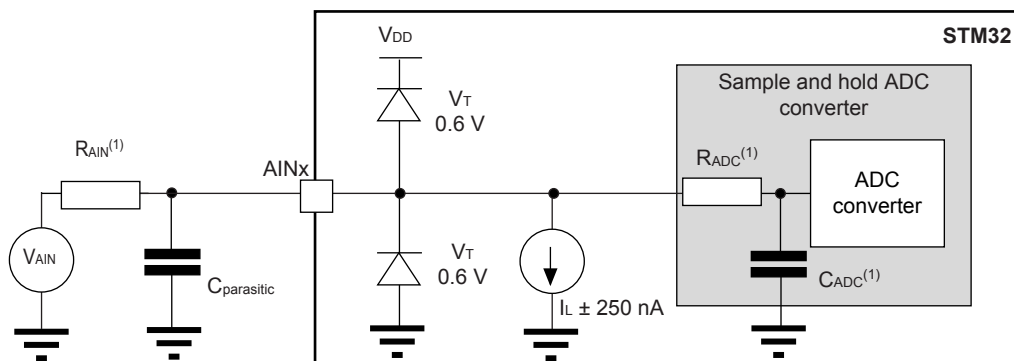 STM32
VDD
Sample and hold ADC
converter
VT
0.6 V
RAIN(1)
RADC(1)
AINx
ADC
converter
VAIN
Cparasitic
VT
0.6 V
IL ± 250 nA
CADC(1)